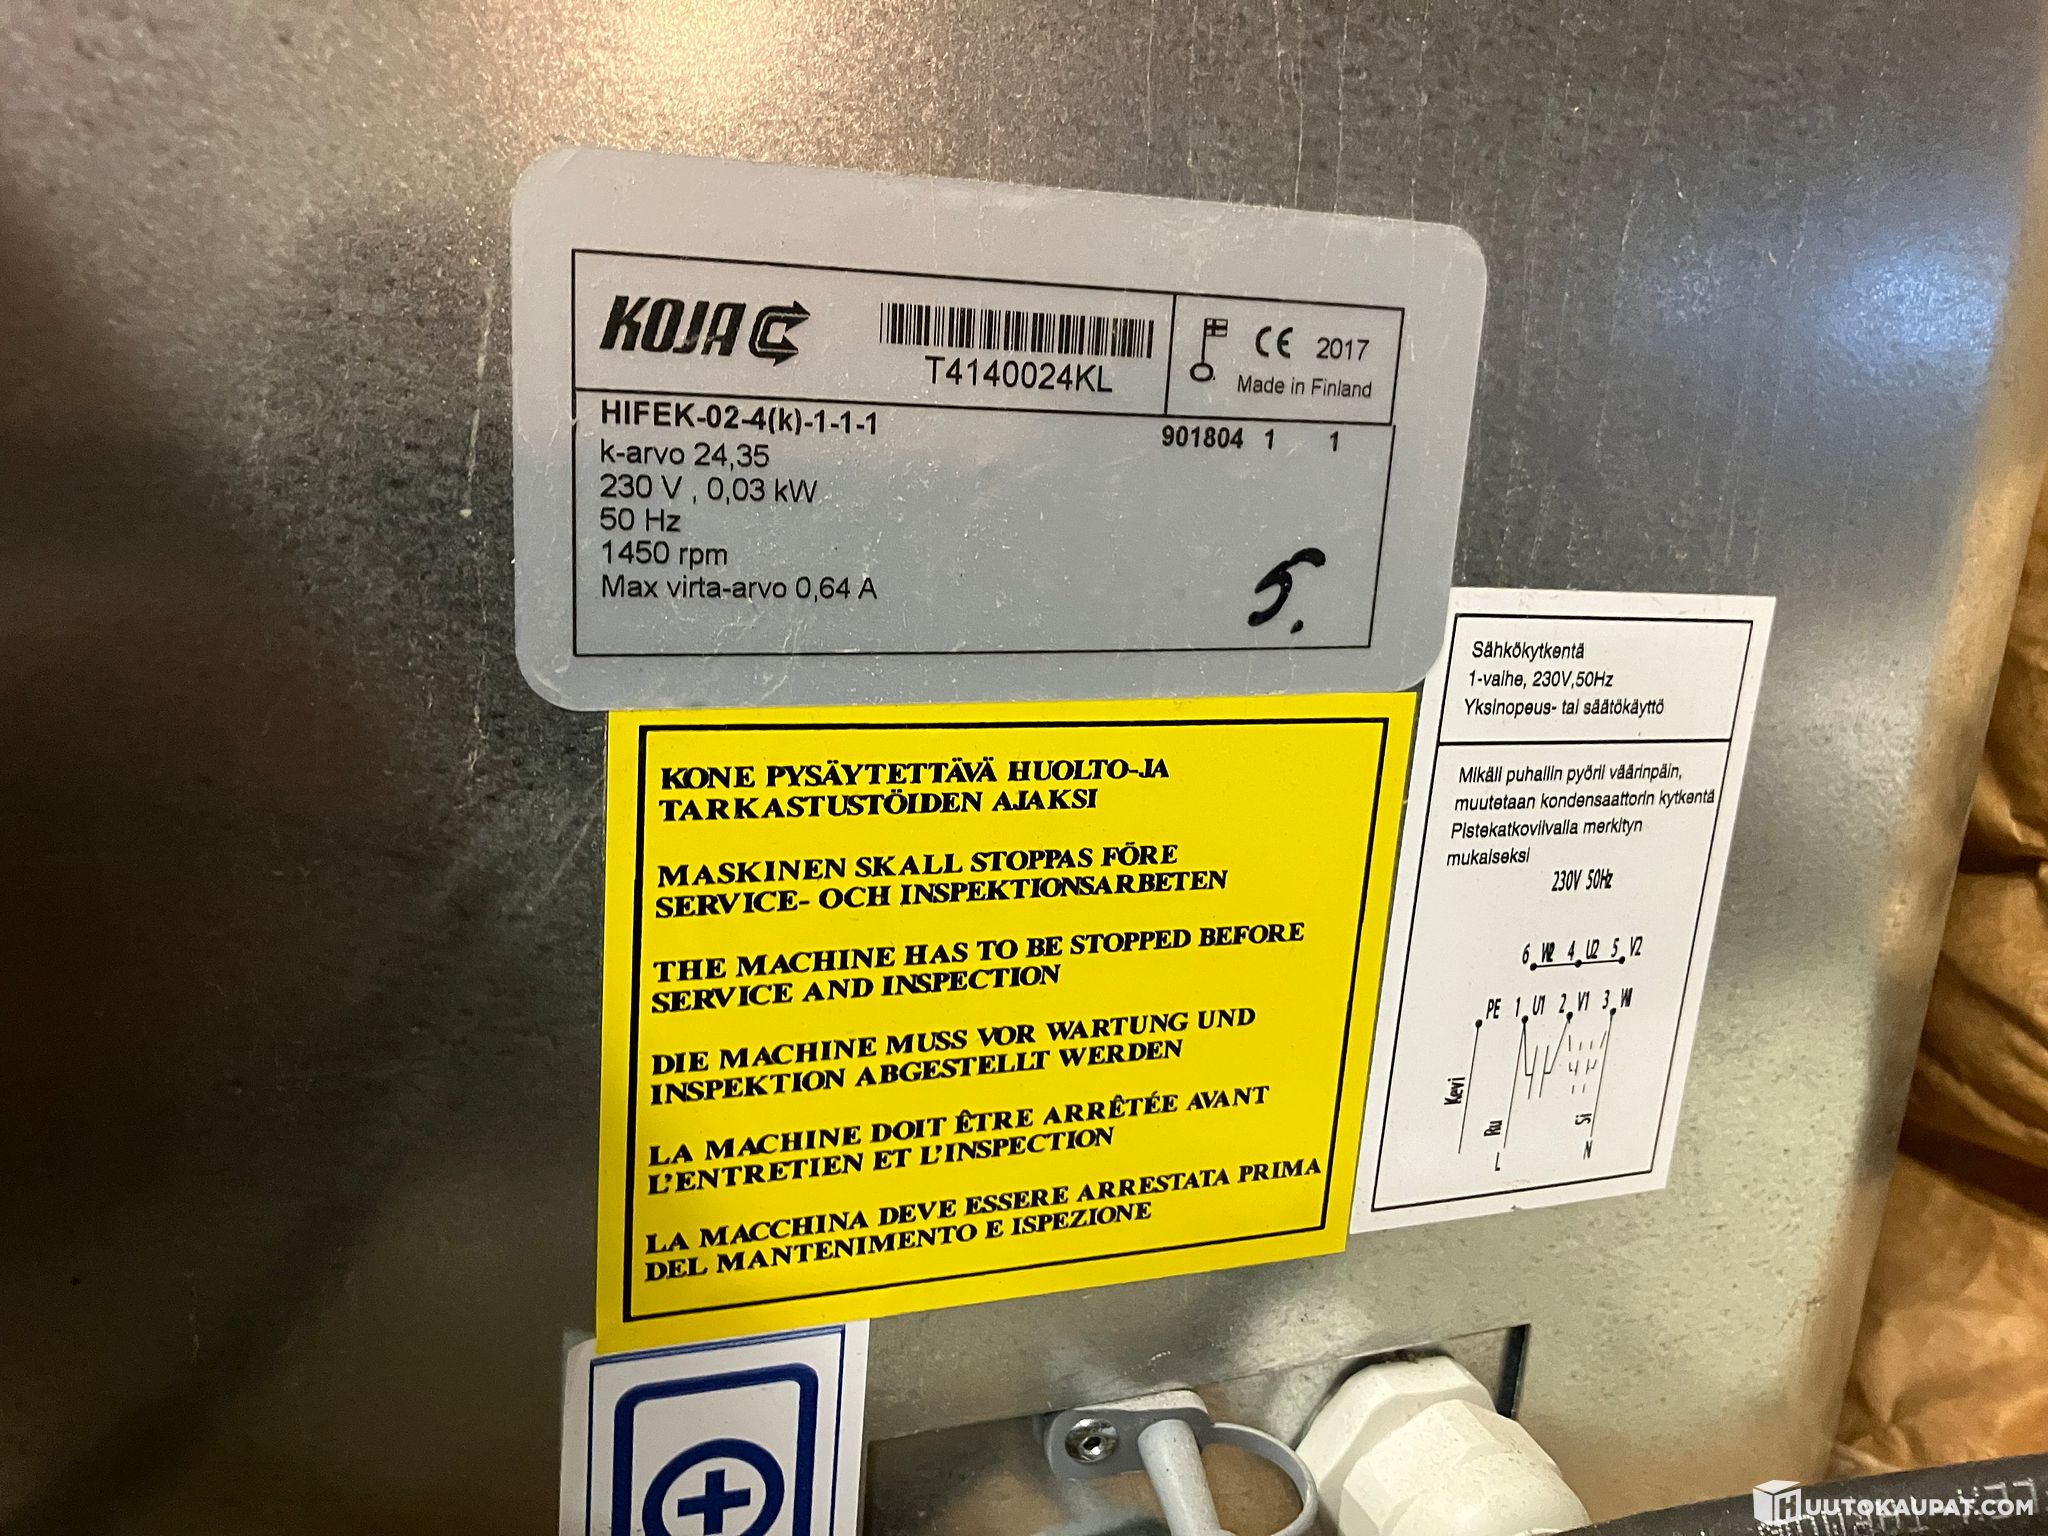 KOJA
T4140024KL
CE 2017
Made in Finland
HIFEK-02-4(k)-1-1-1
901804 1 1
k-arvo 24,35
230 V , 0,03 kW
50 Hz
1450 rpm
Max virta-arvo 0,64 A
5.
KONE PYSÄYTETTÄVÄ HUOLTO-JA
TARKASTUSTÖIDEN AJAKSI
MASKINEN SKALL STOPPAS FÖRE
SERVICE- OCH INSPEKTIONSARBETEN
THE MACHINE HAS TO BE STOPPED BEFORE
SERVICE AND INSPECTION
DIE MACHINE MUSS VOR WARTUNG UND
INSPEKTION ABGESTELLT WERDEN
LA MACHINE DOIT ÊTRE ARRÊTÉE AVANT
L'ENTRETIEN ET L'INSPECTION
LA MACCHINA DEVE ESSERE ARRESTATA PRIMA
DEL MANTENIMENTO E ISPEZIONE
Sähkökytkentä
1-vaihe, 230V,50Hz
Yksinopeus- tai säätökäyttö
Mikäli puhallin pyörii väärinpäin,
muutetaan kondensaattorin kytkentä
Pistekatkoviivalla merkityn
mukaiseksi
230V 50Hz
6 W2 4 U2 5 V2
PE 1 U1 2 V1 3 W1
Kevi
Ru
Si
L
N
HUUTOKAUPAT.COM